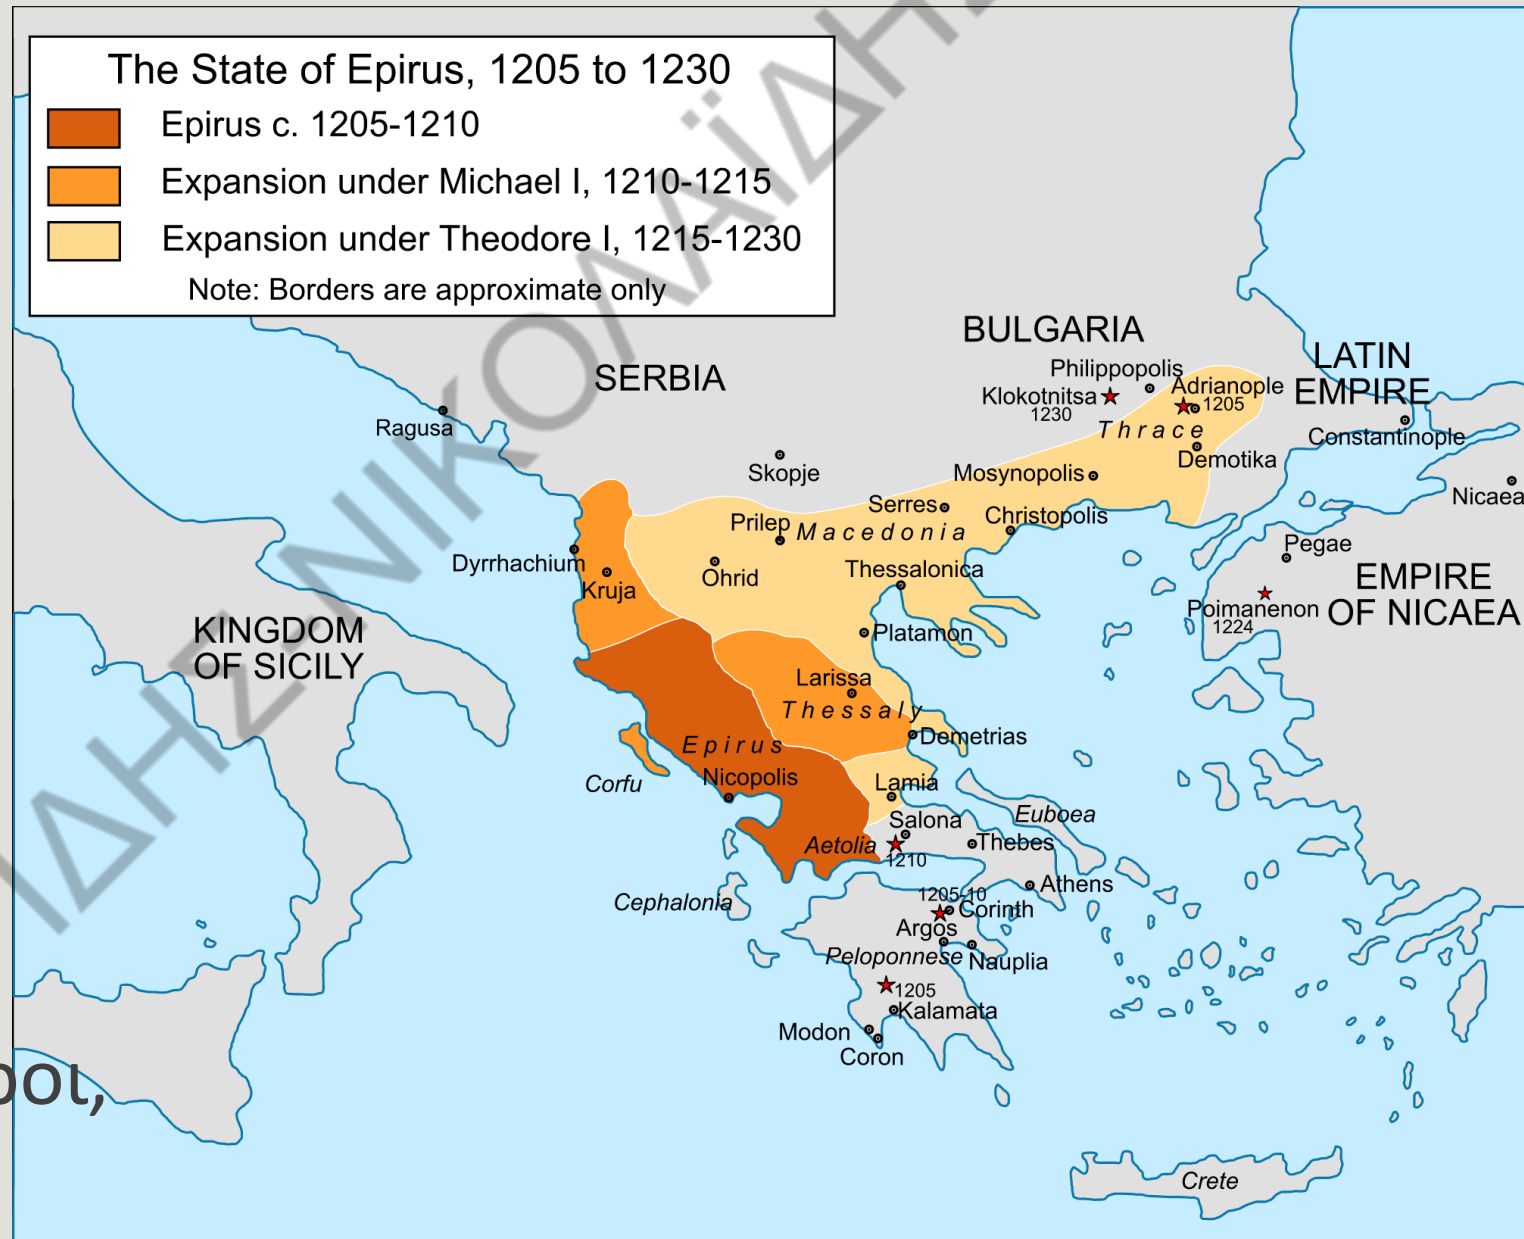 The State of Epirus, 1205 to 1230
Epirus c. 1205-1210
Expansion under Michael I, 1210-1215
Expansion under Theodore I, 1215-1230
Note: Borders are approximate only
ΙΔΗΣ ΝΙΚΟΛΑΪΔΗΣ
BULGARIA
LATIN
EMPIRE
SERBIA
Philippopolis
Klokotnitsa
1230
Adrianople
1205
Thrace
Constantinople
Ragusa
Demotika
Skopje
Mosynopolis
Nicaea
Serres
Christopolis
Prilep
Macedonia
Pegae
Dyrrhachium
Kruja
Ohrid
Thessalonica
EMPIRE
OF NICAEA
Poimanenon
1224
KINGDOM
OF SICILY
Platamon
Larissa
Thessaly
Epirus
Demetrias
Corfu
Nicopolis
Lamia
Euboea
Salona
Aetolia
1210
Thebes
Athens
Cephalonia
1205-10
Corinth
Argos
Peloponnese
Nauplia
1205
Kalamata
Modon
Coron
ροι,
Crete